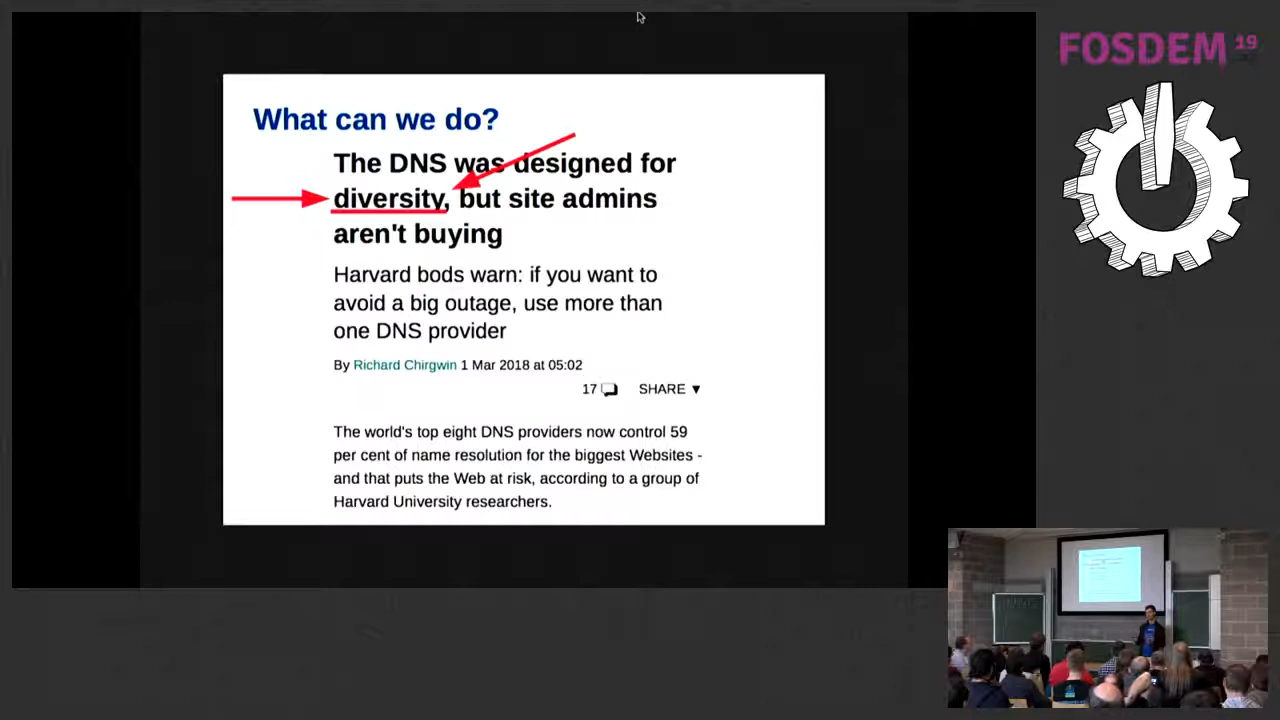 FOSDEM 19
What can we do?
The DNS was designed for
diversity, but site admins
aren't buying
Harvard bods warn: if you want to
avoid a big outage, use more than
one DNS provider
By Richard Chirgwin 1 Mar 2018 at 05:02
17 SHARE ▼
The world's top eight DNS providers now control 59
per cent of name resolution for the biggest Websites -
and that puts the Web at risk, according to a group of
Harvard University researchers.